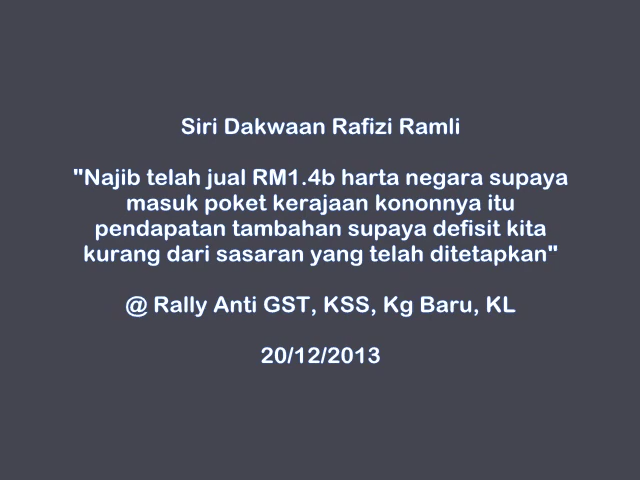 Siri Dakwaan Rafizi Ramli
"Najib telah jual RM1.4b harta negara supaya
masuk poket kerajaan kononnya itu
pendapatan tambahan supaya defisit kita
kurang dari sasaran yang telah ditetapkan"
@ Rally Anti GST, KSS, Kg Baru, KL
20/12/2013